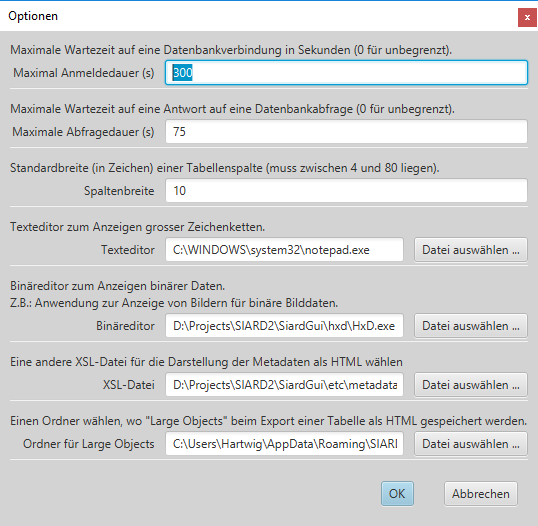 Optionen
x
Maximale Wartezeit auf eine Datenbankverbindung in Sekunden (0 für unbegrenzt).
Maximal Anmeldedauer (s) 300
Maximale Wartezeit auf eine Antwort auf eine Datenbankabfrage (0 für unbegrenzt).
Maximale Abfragedauer (s) 75
Standardbreite (in Zeichen) einer Tabellenspalte (muss zwischen 4 und 80 liegen).
Spaltenbreite 10
Texteditor zum Anzeigen grosser Zeichenketten.
Texteditor C:\WINDOWS\system32\notepad.exe Datei auswählen ...
Binäreditor zum Anzeigen binärer Daten.
Z.B.: Anwendung zur Anzeige von Bildern für binäre Bilddaten.
Binäreditor D:\Projects\SIARD2\SiardGui\hxd\HxD.exe Datei auswählen ...
Eine andere XSL-Datei für die Darstellung der Metadaten als HTML wählen
XSL-Datei D:\Projects\SIARD2\SiardGui\etc\metadata Datei auswählen ...
Einen Ordner wählen, wo "Large Objects" beim Export einer Tabelle als HTML gespeichert werden.
Ordner für Large Objects C:\Users\Hartwig\AppData\Roaming\SIARI Datei auswählen ...
OK Abbrechen